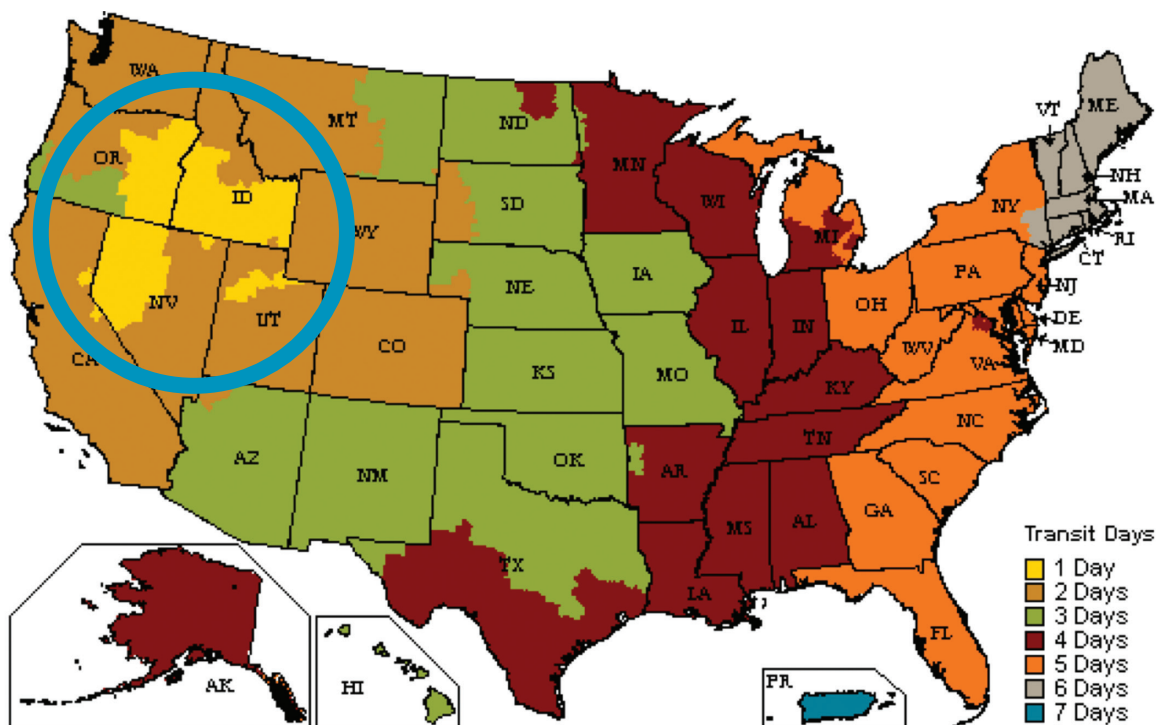 WA
MT
ND
OR
ID
SD
WY
MN
WI
MI
VT
ME
NH
MA
NY
RI
CT
IA
NE
PA
NJ
NV
UT
OH
IL
IN
DE
WV
MD
CA
CO
KS
MO
VA
KY
NC
TN
AZ
NM
OK
AR
SC
MS
AL
GA
TX
LA
FL
AK
HI
PR
Transit Days
1 Day
2 Days
3 Days
4 Days
5 Days
6 Days
7 Days